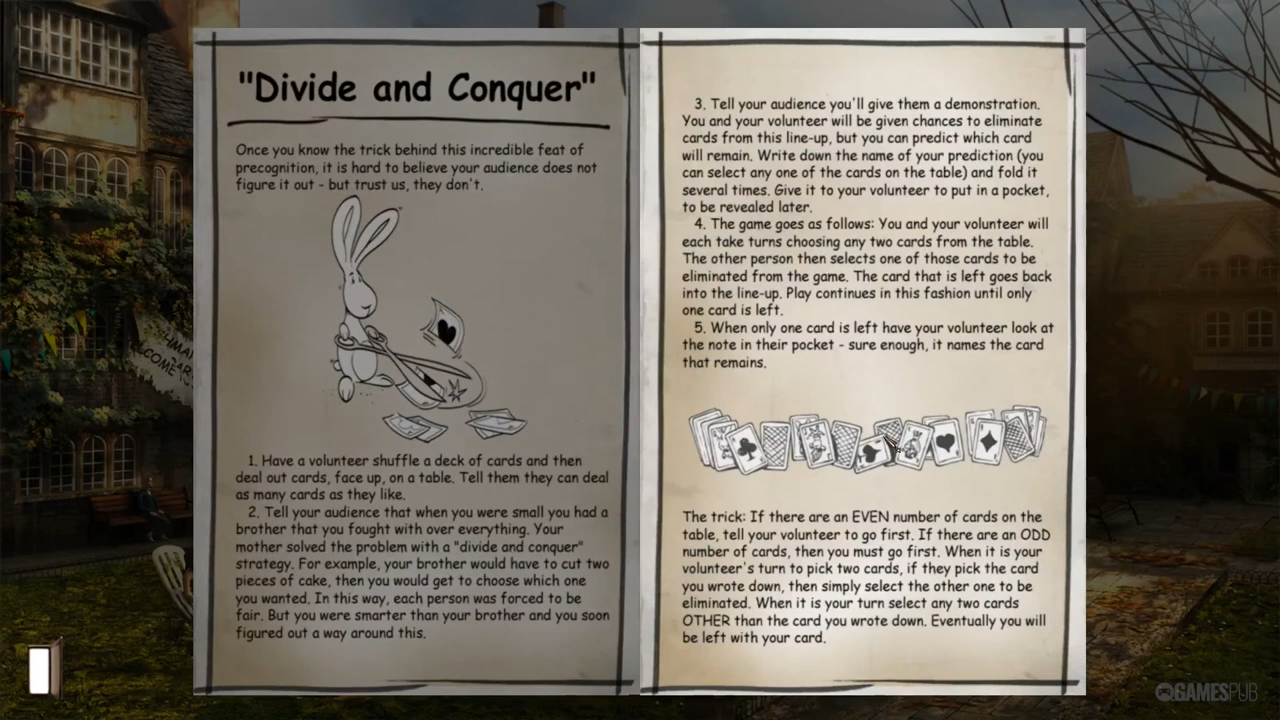 "Divide and Conquer"
Once you know the trick behind this incredible feat of
precognition, it is hard to believe your audience does not
figure it out - but trust us, they don't.
1. Have a volunteer shuffle a deck of cards and then
deal out cards, face up, on a table. Tell them they can deal
as many cards as they like.
2. Tell your audience that when you were small you had a
brother that you fought with over everything. Your
mother solved the problem with a "divide and conquer"
strategy. For example, your brother would have to cut two
pieces of cake, then you would get to choose which one
you wanted. In this way, each person was forced to be
fair. But you were smarter than your brother and you soon
figured out a way around this.
3. Tell your audience you'll give them a demonstration.
You and your volunteer will be given chances to eliminate
cards from this line-up, but you can predict which card
will remain. Write down the name of your prediction (you
can select any one of the cards on the table) and fold it
several times. Give it to your volunteer to put in a pocket,
to be revealed later.
4. The game goes as follows: You and your volunteer will
each take turns choosing any two cards from the table.
The other person then selects one of those cards to be
eliminated from the game. The card that is left goes back
into the line-up. Play continues in this fashion until only
one card is left.
5. When only one card is left have your volunteer look at
the note in their pocket - sure enough, it names the card
that remains.
The trick: If there are an EVEN number of cards on the
table, tell your volunteer to go first. If there are an ODD
number of cards, then you must go first. When it is your
volunteer's turn to pick two cards, if they pick the card
you wrote down, then simply select the other one to be
eliminated. When it is your turn select any two cards
OTHER than the card you wrote down. Eventually you will
be left with your card.
GAMESPUB